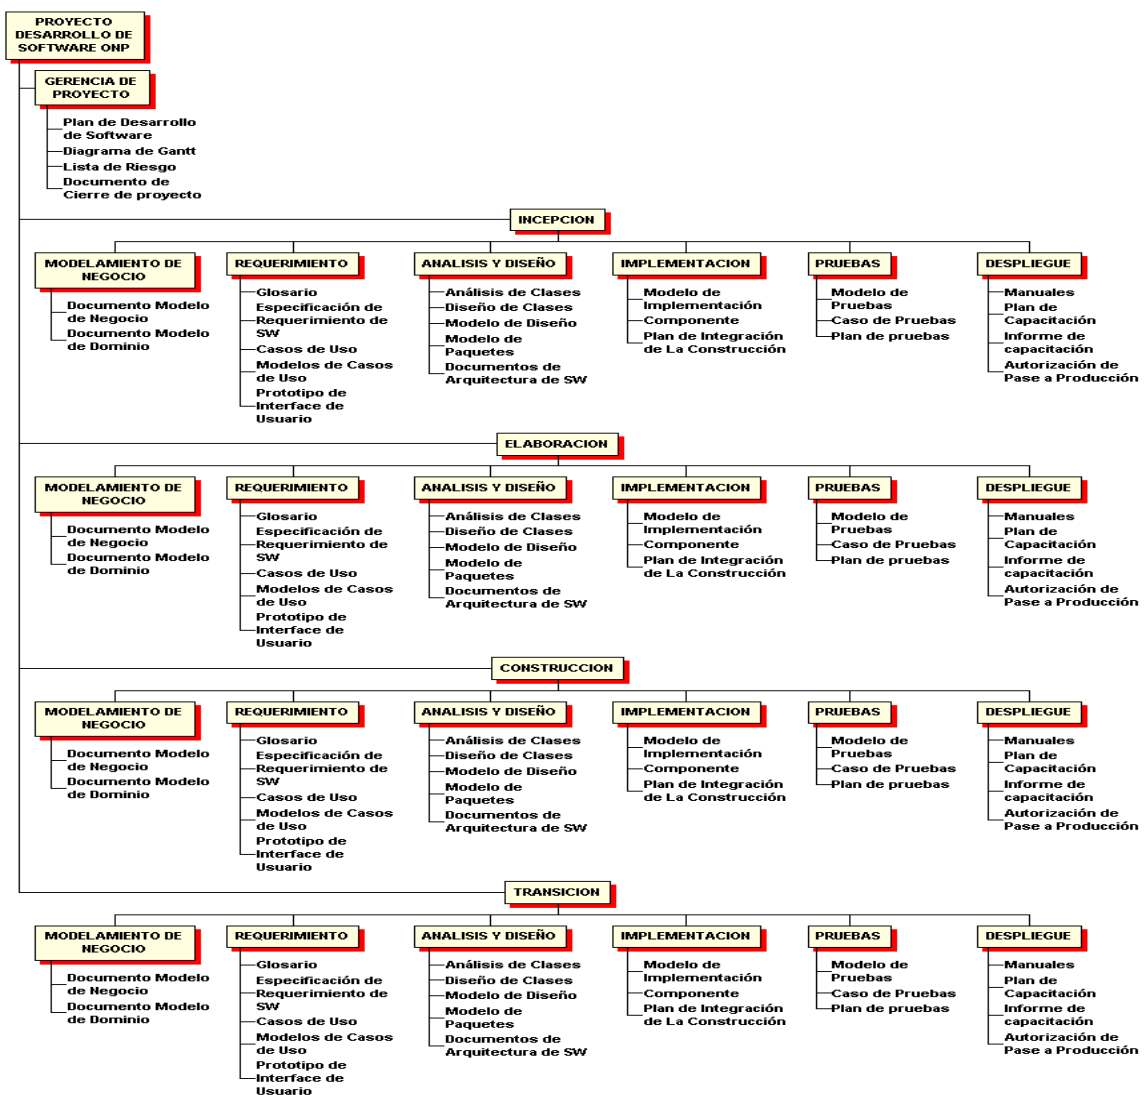 PROYECTO
DESARROLLO DE
SOFTWARE ONP
GERENCIA DE
PROYECTO
Plan de Desarrollo
de Software
Diagrama de Gantt
Lista de Riesgo
Documento de
Cierre de proyecto
INCEPCION
MODELAMIENTO DE
NEGOCIO
Documento Modelo
de Negocio
Documento Modelo
de Dominio
REQUERIMIENTO
Glosario
Especificación de
Requerimiento de
SW
Casos de Uso
Modelos de Casos
de Uso
Prototipo de
Interface de
Usuario
ANALISIS Y DISEÑO
Análisis de Clases
Diseño de Clases
Modelo de Diseño
Modelo de
Paquetes
Documentos de
Arquitectura de SW
IMPLEMENTACION
Modelo de
Implementación
Componente
Plan de Integración
de La Construcción
PRUEBAS
Modelo de
Pruebas
Caso de Pruebas
Plan de pruebas
DESPLIEGUE
Manuales
Plan de
Capacitación
Informe de
capacitación
Autorización de
Pase a Producción
ELABORACION
MODELAMIENTO DE
NEGOCIO
Documento Modelo
de Negocio
Documento Modelo
de Dominio
REQUERIMIENTO
Glosario
Especificación de
Requerimiento de
SW
Casos de Uso
Modelos de Casos
de Uso
Prototipo de
Interface de
Usuario
ANALISIS Y DISEÑO
Análisis de Clases
Diseño de Clases
Modelo de Diseño
Modelo de
Paquetes
Documentos de
Arquitectura de SW
IMPLEMENTACION
Modelo de
Implementación
Componente
Plan de Integración
de La Construcción
PRUEBAS
Modelo de
Pruebas
Caso de Pruebas
Plan de pruebas
DESPLIEGUE
Manuales
Plan de
Capacitación
Informe de
capacitación
Autorización de
Pase a Producción
CONSTRUCCION
MODELAMIENTO DE
NEGOCIO
Documento Modelo
de Negocio
Documento Modelo
de Dominio
REQUERIMIENTO
Glosario
Especificación de
Requerimiento de
SW
Casos de Uso
Modelos de Casos
de Uso
Prototipo de
Interface de
Usuario
ANALISIS Y DISEÑO
Análisis de Clases
Diseño de Clases
Modelo de Diseño
Modelo de
Paquetes
Documentos de
Arquitectura de SW
IMPLEMENTACION
Modelo de
Implementación
Componente
Plan de Integración
de La Construcción
PRUEBAS
Modelo de
Pruebas
Caso de Pruebas
Plan de pruebas
DESPLIEGUE
Manuales
Plan de
Capacitación
Informe de
capacitación
Autorización de
Pase a Producción
TRANSICION
MODELAMIENTO DE
NEGOCIO
Documento Modelo
de Negocio
Documento Modelo
de Dominio
REQUERIMIENTO
Glosario
Especificación de
Requerimiento de
SW
Casos de Uso
Modelos de Casos
de Uso
Prototipo de
Interface de
Usuario
ANALISIS Y DISEÑO
Análisis de Clases
Diseño de Clases
Modelo de Diseño
Modelo de
Paquetes
Documentos de
Arquitectura de SW
IMPLEMENTACION
Modelo de
Implementación
Componente
Plan de Integración
de La Construcción
PRUEBAS
Modelo de
Pruebas
Caso de Pruebas
Plan de pruebas
DESPLIEGUE
Manuales
Plan de
Capacitación
Informe de
capacitación
Autorización de
Pase a Producción